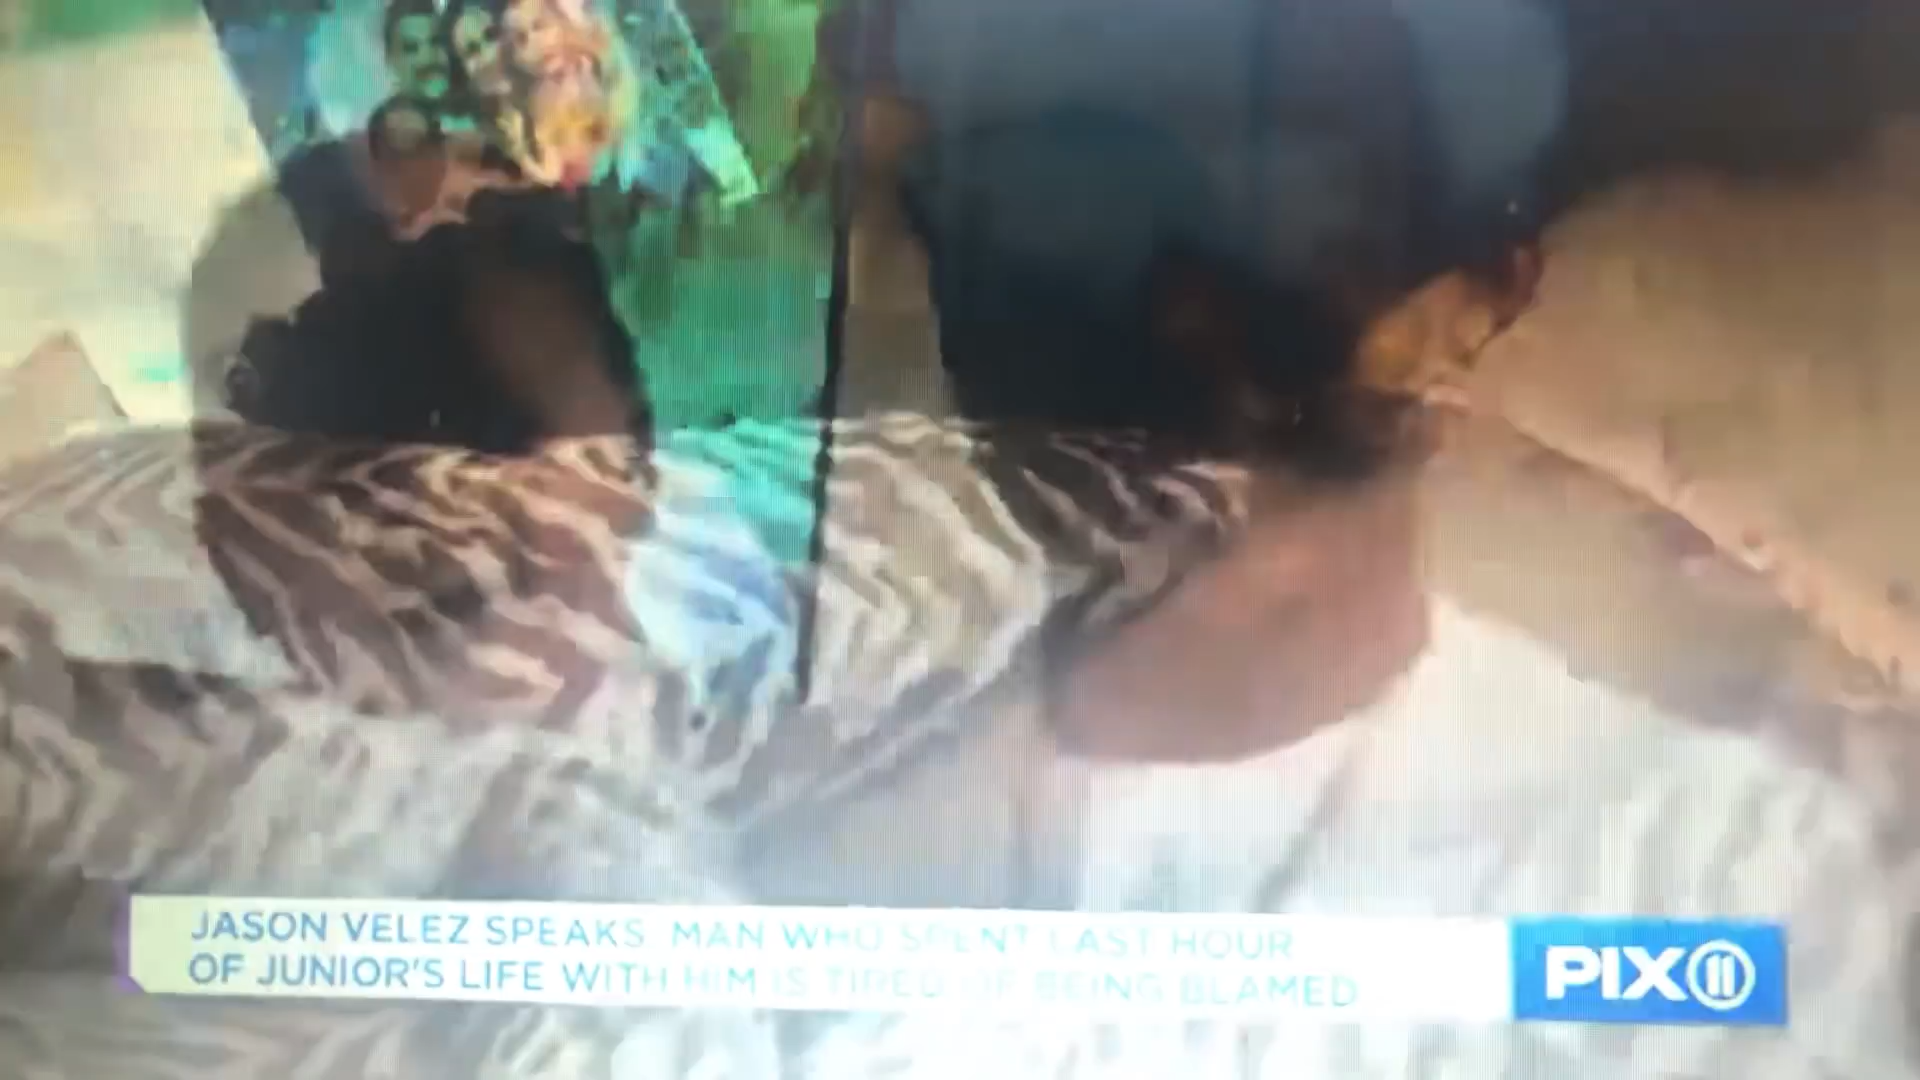 JASON VELEZ SPEAKS: MAN WHO SPENT LAST HOUR
OF JUNIOR'S LIFE WITH HIM IS TIRED OF BEING BLAMED
PIX11